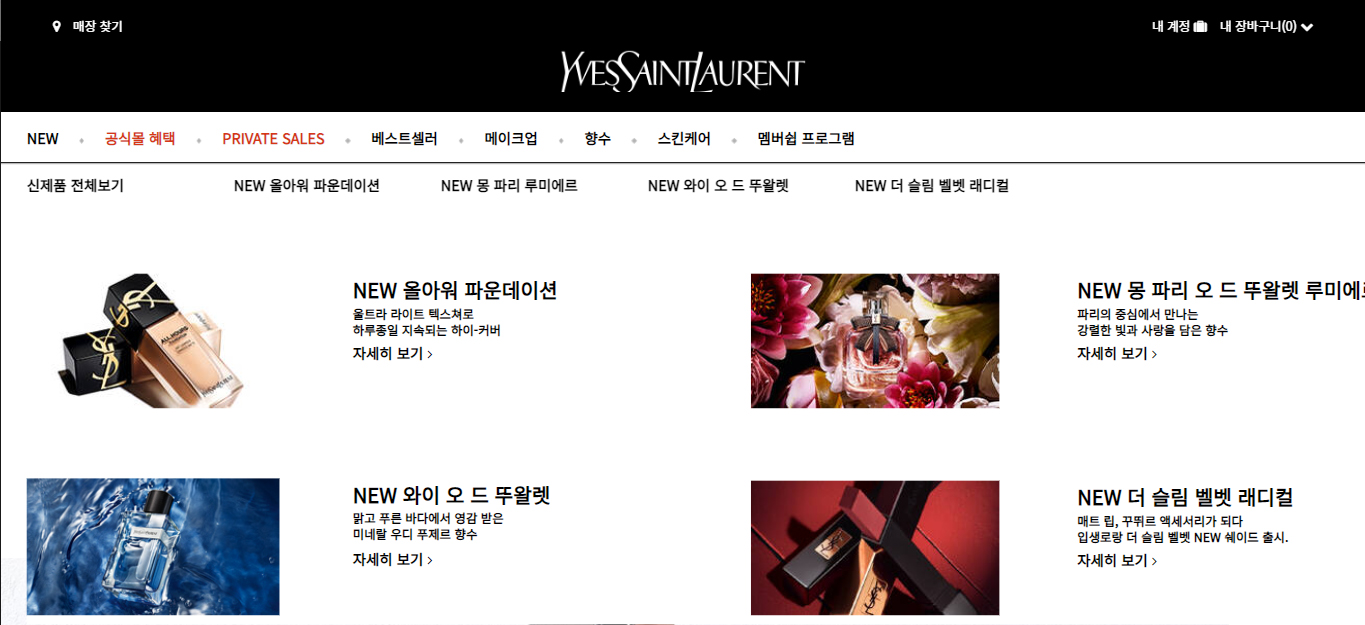 매장 찾기
내 계정
내 장바구니(0)
YVESSAINTLAURENT
NEW
공식몰 혜택
PRIVATE SALES
베스트셀러
메이크업
향수
스킨케어
멤버쉽 프로그램
신제품 전체보기
NEW 올아워 파운데이션
NEW 몽 파리 루미에르
NEW 와이 오 드 뚜왈렛
NEW 더 슬림 벨벳 래디컬
NEW 올아워 파운데이션
울트라 라이트 텍스쳐로
하루종일 지속되는 하이-커버
자세히 보기 >
NEW 몽 파리 오 드 뚜왈렛 루미에
파리의 중심에서 만나는
강렬한 빛과 사랑을 담은 향수
자세히 보기 >
NEW 와이 오 드 뚜왈렛
맑고 푸른 바다에서 영감 받은
미네랄 우디 푸제르 향수
자세히 보기 >
NEW 더 슬림 벨벳 래디컬
매트 립, 꾸뛰르 액세서리가 되다
입생로랑 더 슬림 벨벳 NEW 쉐이드 출시.
자세히 보기 >